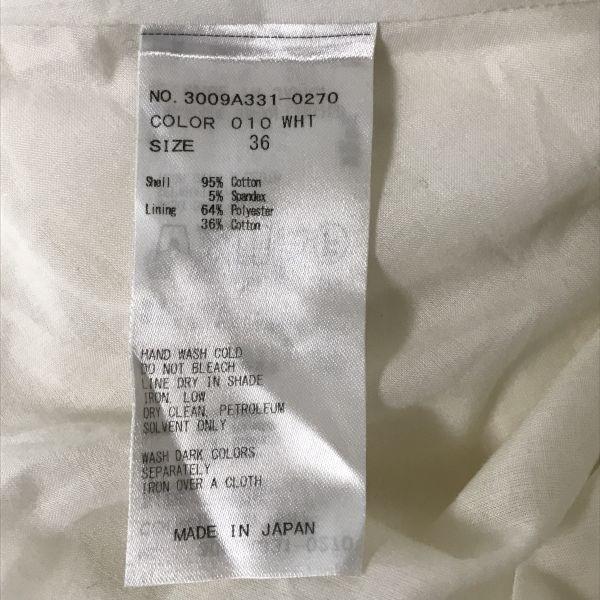 NO. 3009A331-0270
COLOR 010 WHT
SIZE 36
Shell 95% Cotton
5% Spandex
Lining 64% Polyester
36% Cotton
HAND WASH COLD
DO NOT BLEACH
LINE DRY IN SHADE
IRON, LOW
DRY CLEAN, PETROLEUM
SOLVENT ONLY
WASH DARK COLORS
SEPARATELY
IRON OVER A CLOTH
MADE IN JAPAN